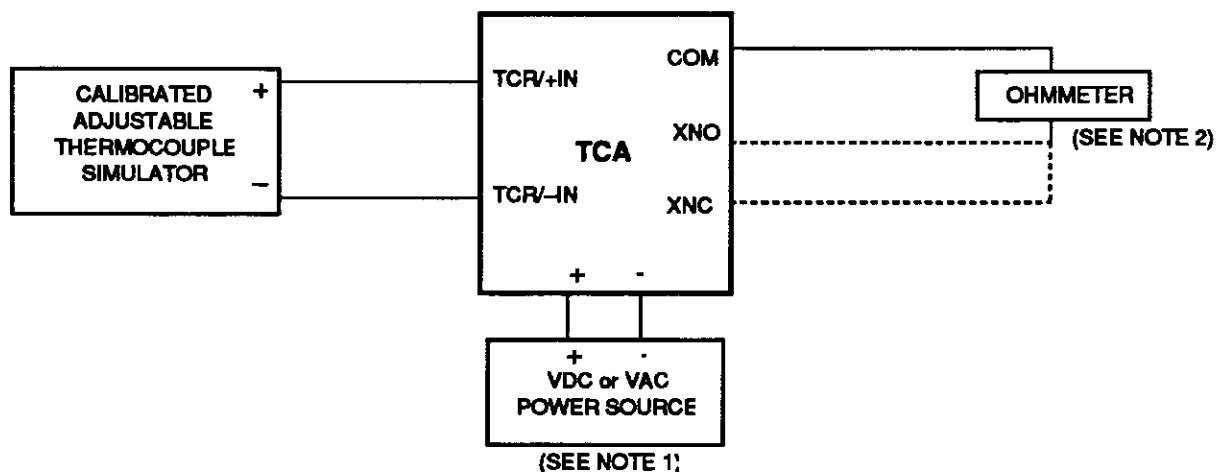 CALIBRATED
ADJUSTABLE
THERMOCOUPLE
SIMULATOR
+
−
TCR/+IN
TCR/−IN
TCA
COM
XNO
XNC
+ -
OHMMETER
(SEE NOTE 2)
+ -
VDC or VAC
POWER SOURCE
(SEE NOTE 1)